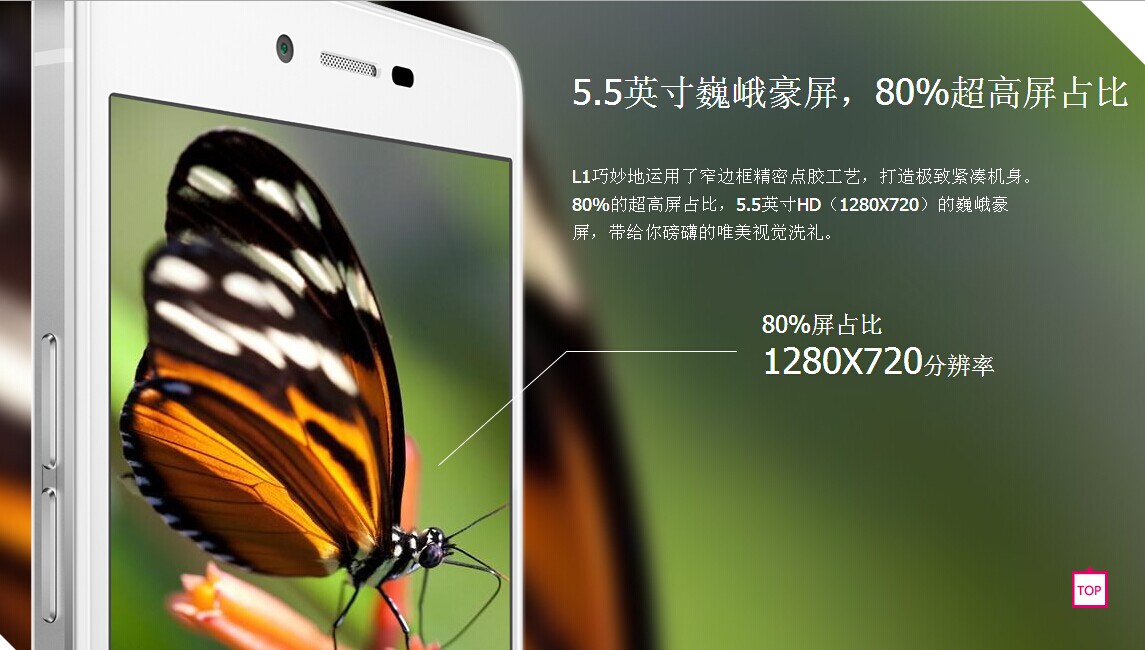 5.5英寸巍峨豪屏，80%超高屏占比
L1巧妙地运用了窄边框精密点胶工艺，打造极致紧凑机身。
80%的超高屏占比，5.5英寸HD（1280X720）的巍峨豪
屏，带给你磅礴的唯美视觉洗礼。
80%屏占比
1280X720分辨率
TOP